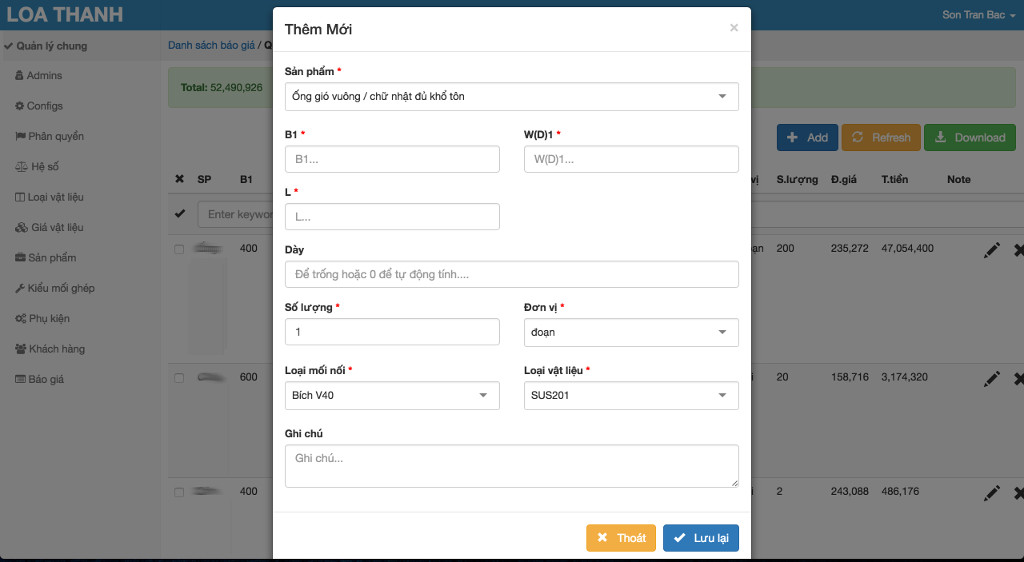 LOA THANH
Son Tran Bac
Quản lý chung
Admins
Configs
Phân quyền
Hệ số
Loại vật liệu
Giá vật liệu
Sản phẩm
Kiểu mối ghép
Phụ kiện
Khách hàng
Báo giá
Danh sách báo giá / Q
Total: 52,490,926
Add Refresh Download
SP B1 S.lượng Đ.giá T.tiền Note
Enter keywor
400 200 235,272 47,054,400
600 20 158,716 3,174,320
400 2 243,088 486,176
Thêm Mới ×
Sản phẩm *
Ống gió vuông / chữ nhật đủ khổ tôn
B1 * W(D)1 *
B1... W(D)1...
L *
L...
Dày
Để trống hoặc 0 để tự động tính....
Số lượng * Đơn vị *
1 đoạn
Loại mối nối * Loại vật liệu *
Bích V40 SUS201
Ghi chú
Ghi chú...
Thoát Lưu lại